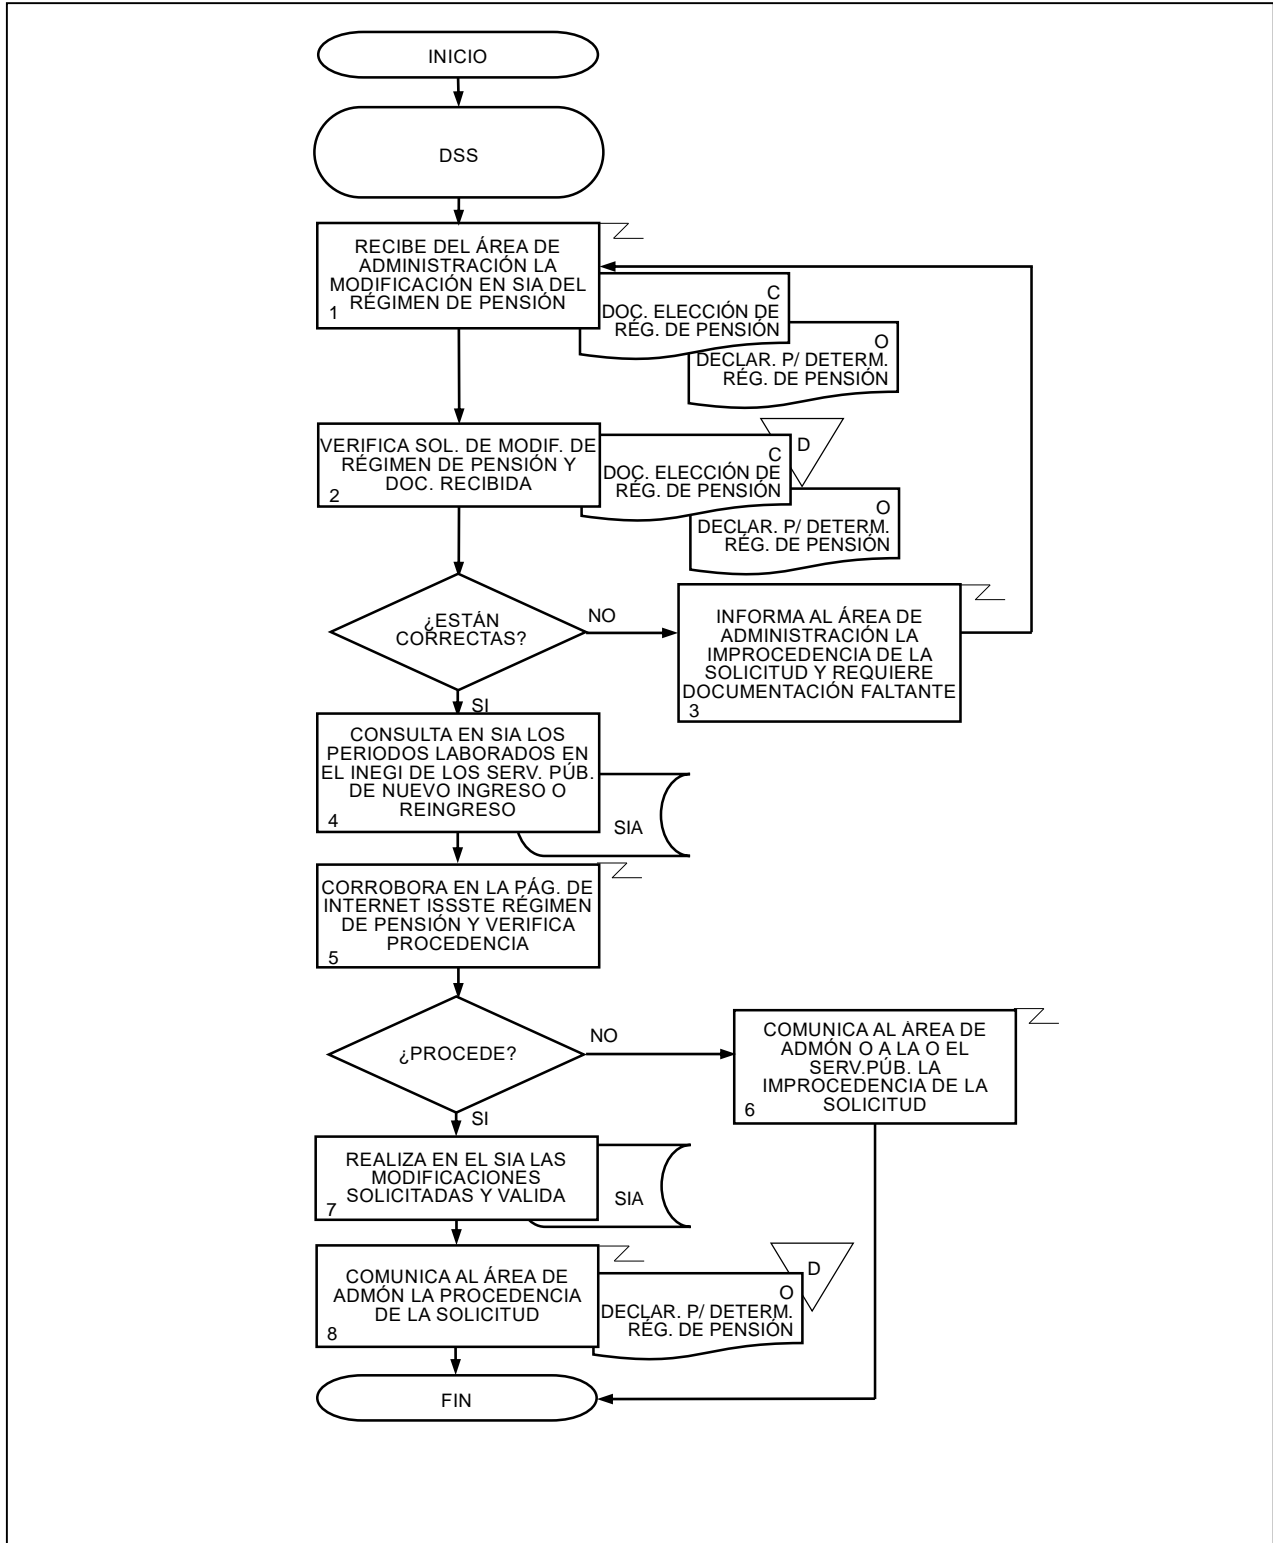 INICIO
DSS
RECIBE DEL ÁREA DE
ADMINISTRACIÓN LA
MODIFICACIÓN EN SIA DEL
RÉGIMEN DE PENSIÓN
1
C
DOC. ELECCIÓN DE
RÉG. DE PENSIÓN
O
DECLAR. P/ DETERM.
RÉG. DE PENSIÓN
VERIFICA SOL. DE MODIF. DE
RÉGIMEN DE PENSIÓN Y
DOC. RECIBIDA
2
C
DOC. ELECCIÓN DE
RÉG. DE PENSIÓN
D
O
DECLAR. P/ DETERM.
RÉG. DE PENSIÓN
¿ESTÁN
CORRECTAS?
NO
INFORMA AL ÁREA DE
ADMINISTRACIÓN LA
IMPROCEDENCIA DE LA
SOLICITUD Y REQUIERE
DOCUMENTACIÓN FALTANTE
3
SI
CONSULTA EN SIA LOS
PERIODOS LABORADOS EN
EL INEGI DE LOS SERV. PÚB.
DE NUEVO INGRESO O
REINGRESO
4
SIA
CORROBORA EN LA PÁG. DE
INTERNET ISSSTE RÉGIMEN
DE PENSIÓN Y VERIFICA
PROCEDENCIA
5
¿PROCEDE?
NO
COMUNICA AL ÁREA DE
ADMÓN O A LA O EL
SERV.PÚB. LA
IMPROCEDENCIA DE LA
SOLICITUD
6
SI
REALIZA EN EL SIA LAS
MODIFICACIONES
SOLICITADAS Y VALIDA
7
SIA
COMUNICA AL ÁREA DE
ADMÓN LA PROCEDENCIA
DE LA SOLICITUD
8
D
O
DECLAR. P/ DETERM.
RÉG. DE PENSIÓN
FIN